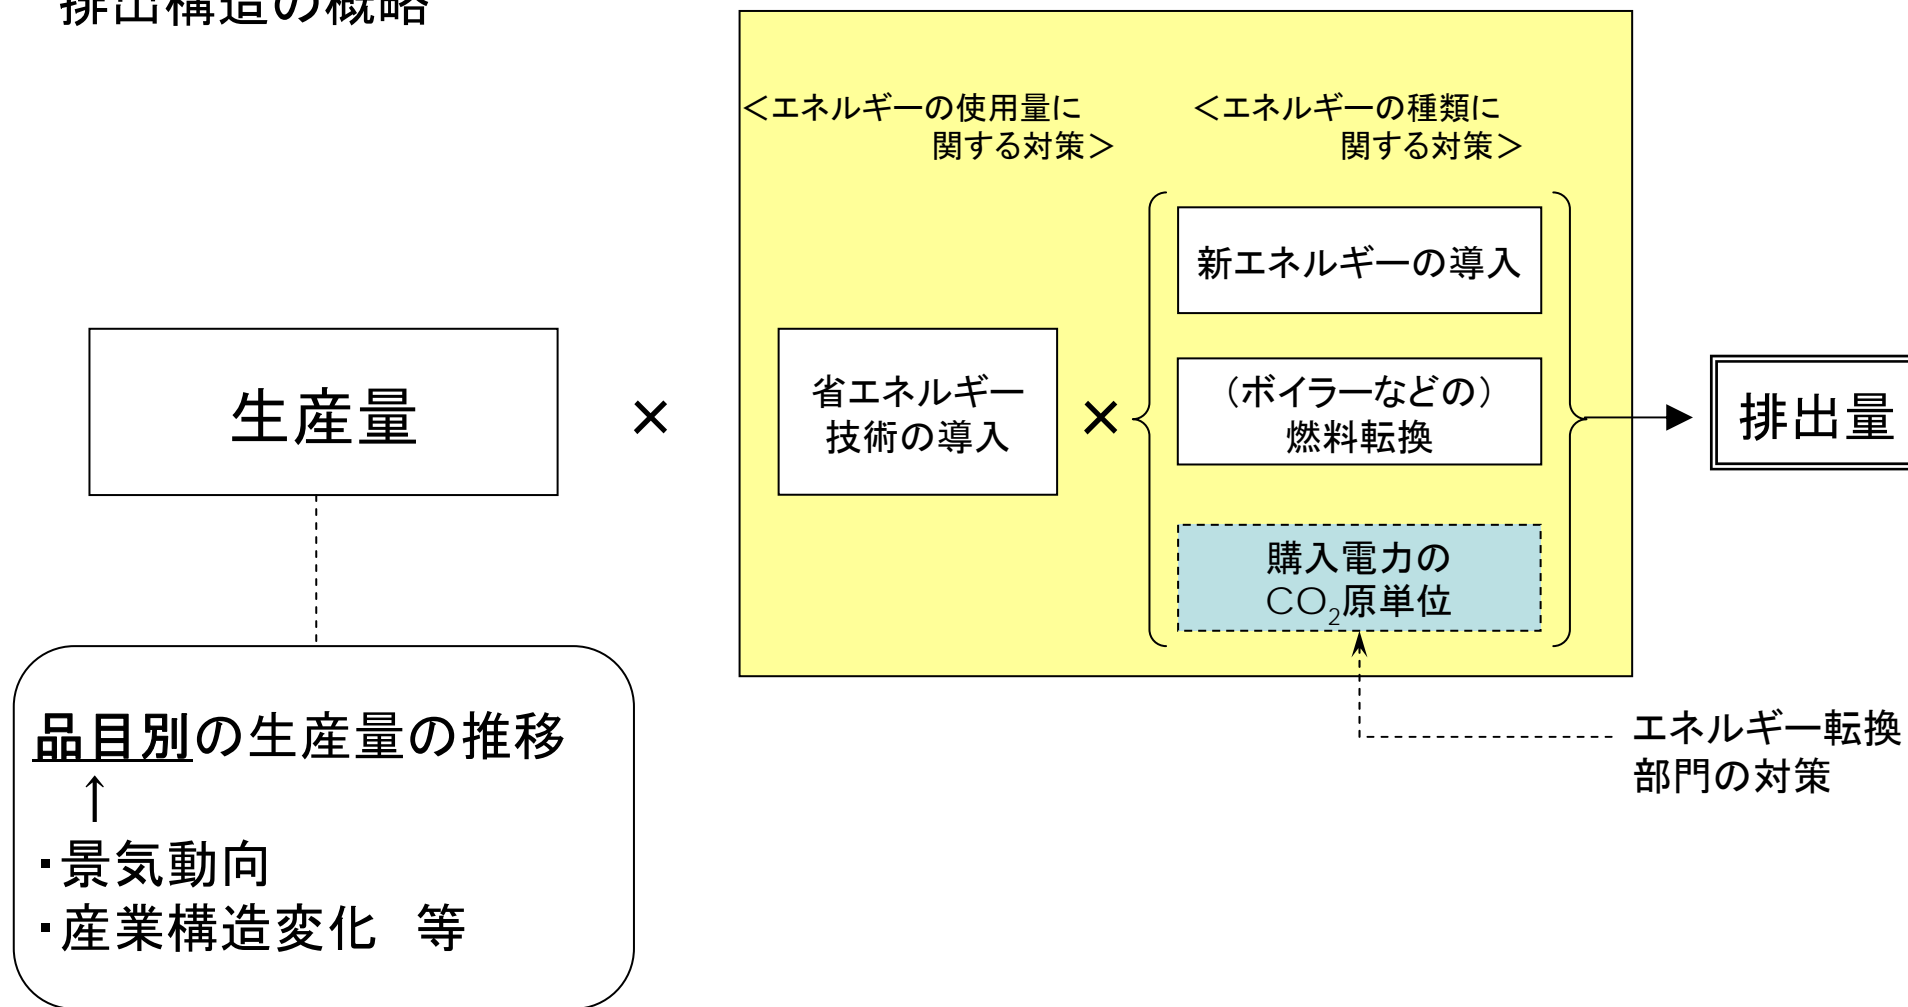 排出構造の概略
＜エネルギーの使用量に
関する対策＞
＜エネルギーの種類に
関する対策＞
新エネルギーの導入
生産量
×
省エネルギー
技術の導入
×
（ボイラーなどの）
燃料転換
排出量
購入電力の
CO₂原単位
エネルギー転換
部門の対策
品目別の生産量の推移
↑
・景気動向
・産業構造変化　等